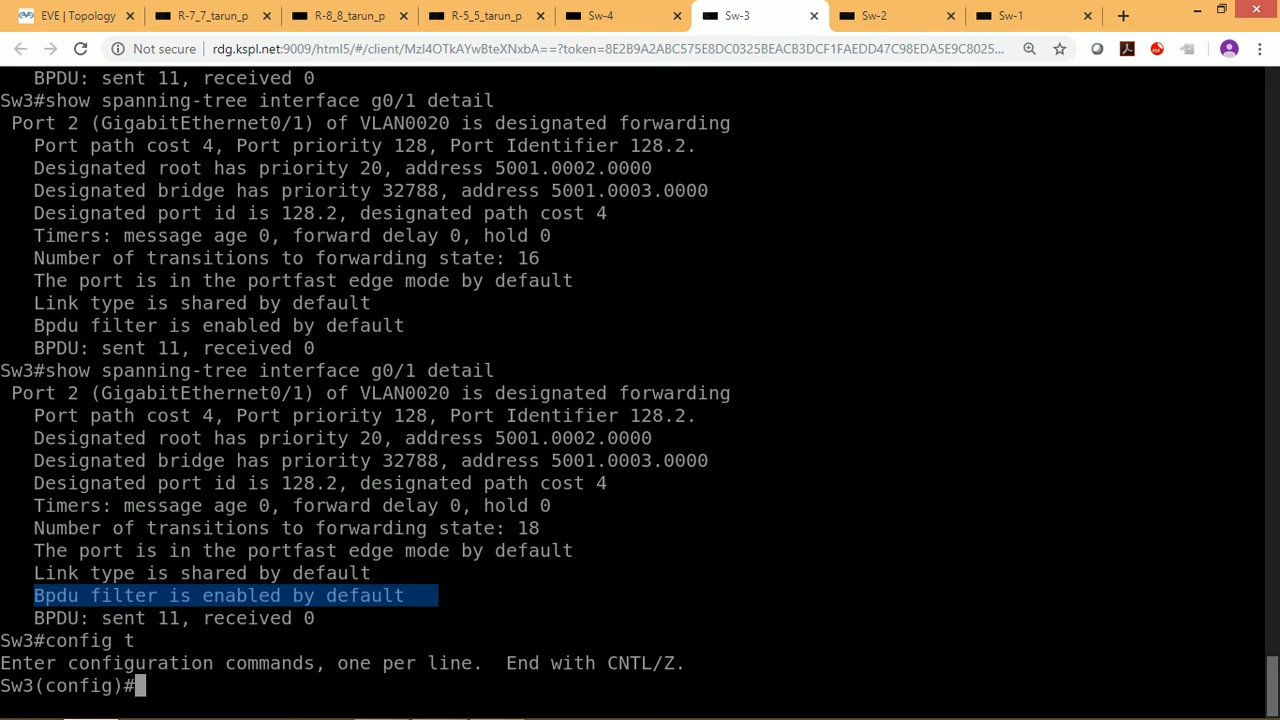 EVE | Topology
R-7_7_tarun_p
R-8_8_tarun_p
R-5_5_tarun_p
Sw-4
Sw-3
Sw-2
Sw-1
Not secure
rdg.kspl.net:9009/html5/#/client/MzI4OTkAYwBteXNxbA==?token=8E2B9A2ABC575E8DC0325BEACB3DCF1FAEDD47C98EDA5E9C8025...
BPDU: sent 11, received 0
Sw3#show spanning-tree interface g0/1 detail
Port 2 (GigabitEthernet0/1) of VLAN0020 is designated forwarding
Port path cost 4, Port priority 128, Port Identifier 128.2.
Designated root has priority 20, address 5001.0002.0000
Designated bridge has priority 32788, address 5001.0003.0000
Designated port id is 128.2, designated path cost 4
Timers: message age 0, forward delay 0, hold 0
Number of transitions to forwarding state: 16
The port is in the portfast edge mode by default
Link type is shared by default
Bpdu filter is enabled by default
BPDU: sent 11, received 0
Sw3#show spanning-tree interface g0/1 detail
Port 2 (GigabitEthernet0/1) of VLAN0020 is designated forwarding
Port path cost 4, Port priority 128, Port Identifier 128.2.
Designated root has priority 20, address 5001.0002.0000
Designated bridge has priority 32788, address 5001.0003.0000
Designated port id is 128.2, designated path cost 4
Timers: message age 0, forward delay 0, hold 0
Number of transitions to forwarding state: 18
The port is in the portfast edge mode by default
Link type is shared by default
Bpdu filter is enabled by default
BPDU: sent 11, received 0
Sw3#config t
Enter configuration commands, one per line.  End with CNTL/Z.
Sw3(config)#